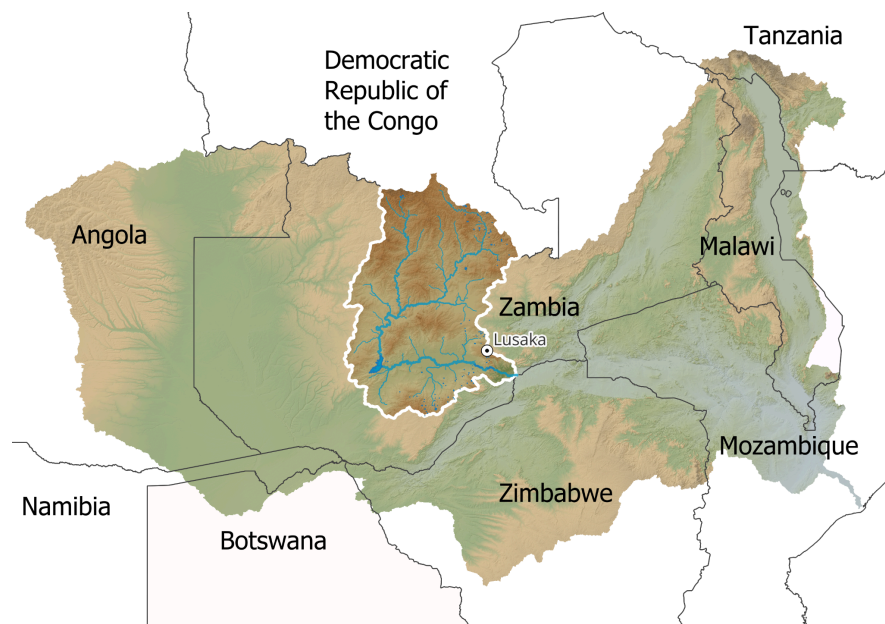 Tanzania
Democratic
Republic of
the Congo
Angola
Malawi
Zambia
Lusaka
Mozambique
Zimbabwe
Namibia
Botswana